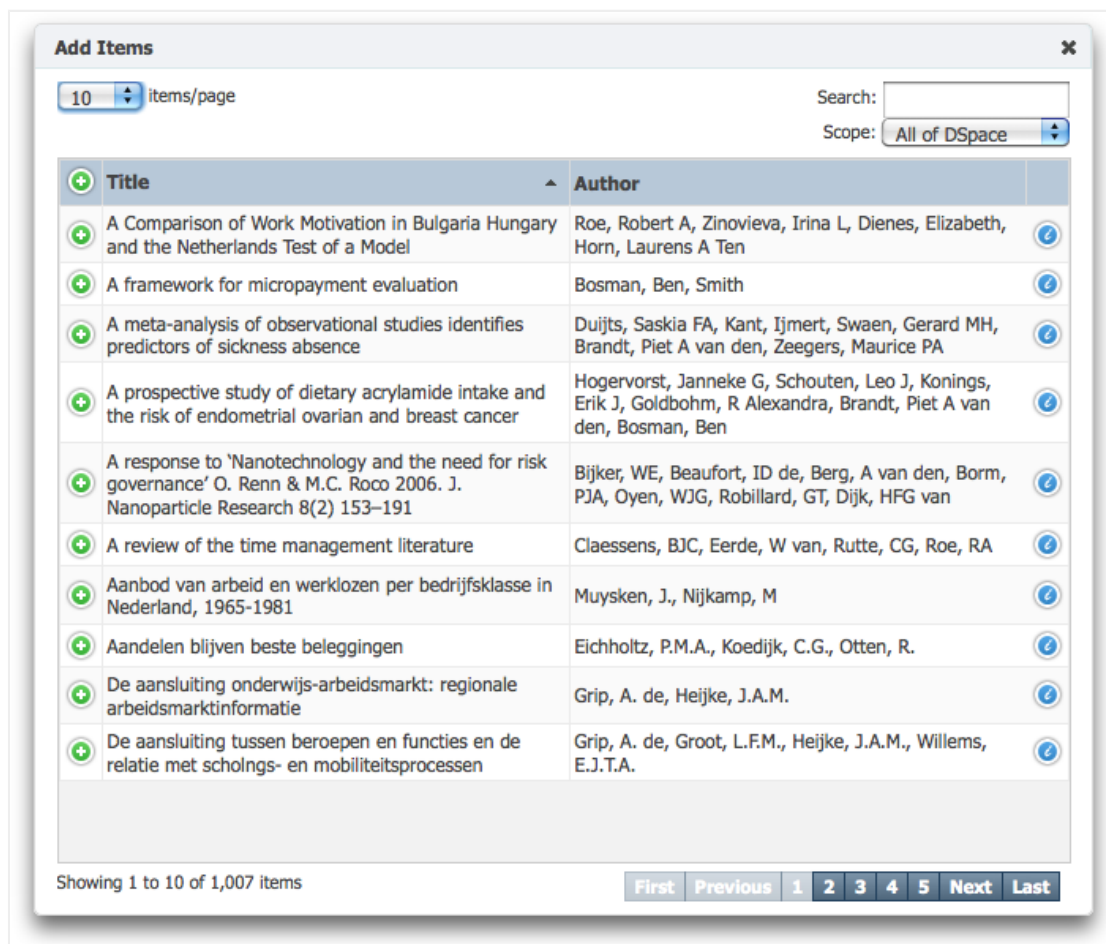 Add Items
10 items/page
Search:
Scope: All of DSpace
Title Author
A Comparison of Work Motivation in Bulgaria Hungary
and the Netherlands Test of a Model
Roe, Robert A, Zinovieva, Irina L, Dienes, Elizabeth,
Horn, Laurens A Ten
A framework for micropayment evaluation
Bosman, Ben, Smith
A meta-analysis of observational studies identifies
predictors of sickness absence
Duijts, Saskia FA, Kant, Ijmert, Swaen, Gerard MH,
Brandt, Piet A van den, Zeegers, Maurice PA
A prospective study of dietary acrylamide intake and
the risk of endometrial ovarian and breast cancer
Hogervorst, Janneke G, Schouten, Leo J, Konings,
Erik J, Goldbohm, R Alexandra, Brandt, Piet A van
den, Bosman, Ben
A response to ‘Nanotechnology and the need for risk
governance’ O. Renn & M.C. Roco 2006. J.
Nanoparticle Research 8(2) 153–191
Bijker, WE, Beaufort, ID de, Berg, A van den, Borm,
PJA, Oyen, WJG, Robillard, GT, Dijk, HFG van
A review of the time management literature
Claessens, BJC, Eerde, W van, Rutte, CG, Roe, RA
Aanbod van arbeid en werklozen per bedrijfsklasse in
Nederland, 1965-1981
Muysken, J., Nijkamp, M
Aandelen blijven beste beleggingen
Eichholtz, P.M.A., Koedijk, C.G., Otten, R.
De aansluiting onderwijs-arbeidsmarkt: regionale
arbeidsmarktinformatie
Grip, A. de, Heijke, J.A.M.
De aansluiting tussen beroepen en functies en de
relatie met scholngs- en mobiliteitsprocessen
Grip, A. de, Groot, L.F.M., Heijke, J.A.M., Willems,
E.J.T.A.
Showing 1 to 10 of 1,007 items
First Previous 1 2 3 4 5 Next Last